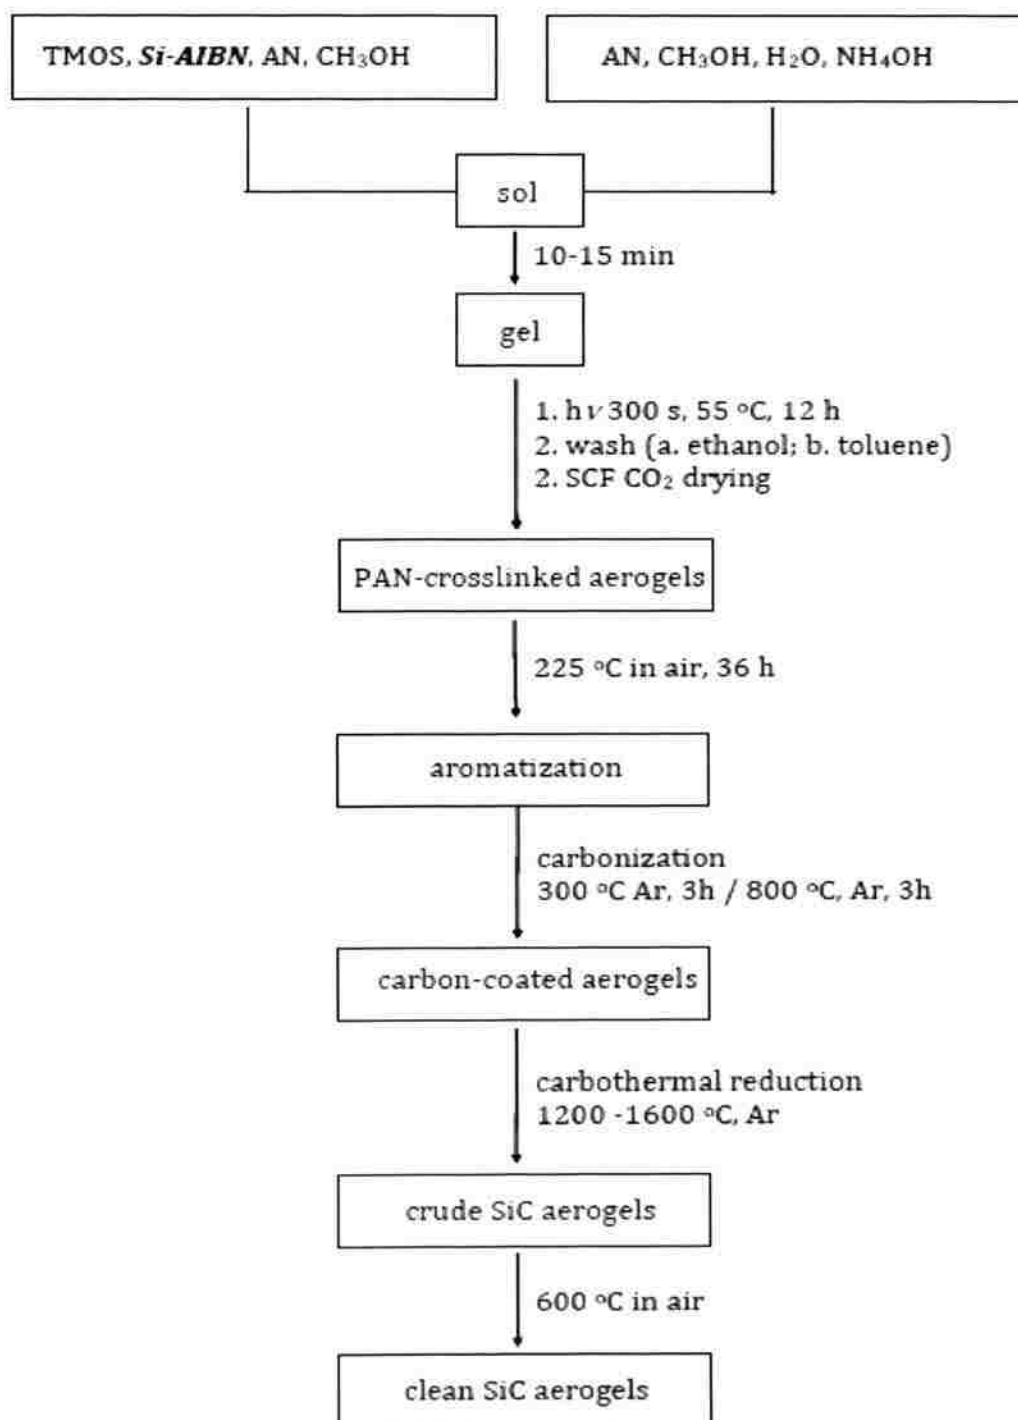 TMOS, Si-AIBN, AN, CH₃OH
AN, CH₃OH, H₂O, NH₄OH
sol
10-15 min
gel
1. hν 300 s, 55 °C, 12 h
2. wash (a. ethanol; b. toluene)
2. SCF CO₂ drying
PAN-crosslinked aerogels
225 °C in air, 36 h
aromatization
carbonization
300 °C Ar, 3h / 800 °C, Ar, 3h
carbon-coated aerogels
carbothermal reduction
1200 -1600 °C, Ar
crude SiC aerogels
600 °C in air
clean SiC aerogels